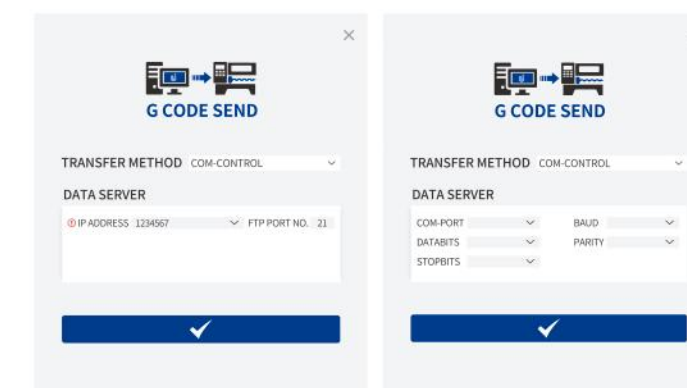 G CODE SEND
TRANSFER METHOD COM-CONTROL
DATA SERVER
IP ADDRESS 1234567 FTP PORT NO. 21
G CODE SEND
TRANSFER METHOD COM-CONTROL
DATA SERVER
COM-PORT BAUD
DATABITS PARITY
STOPBITS